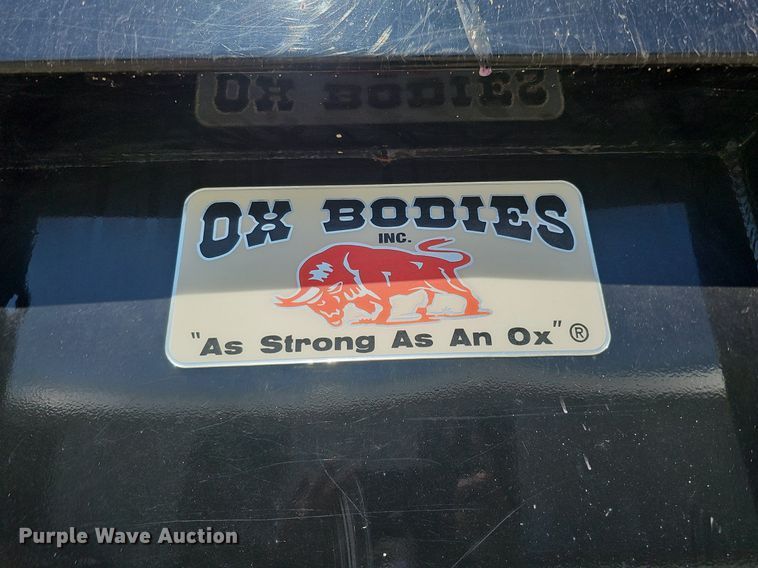 OX BODIES
OX BODIES
INC.
"As Strong As An Ox" ®
Purple Wave Auction®